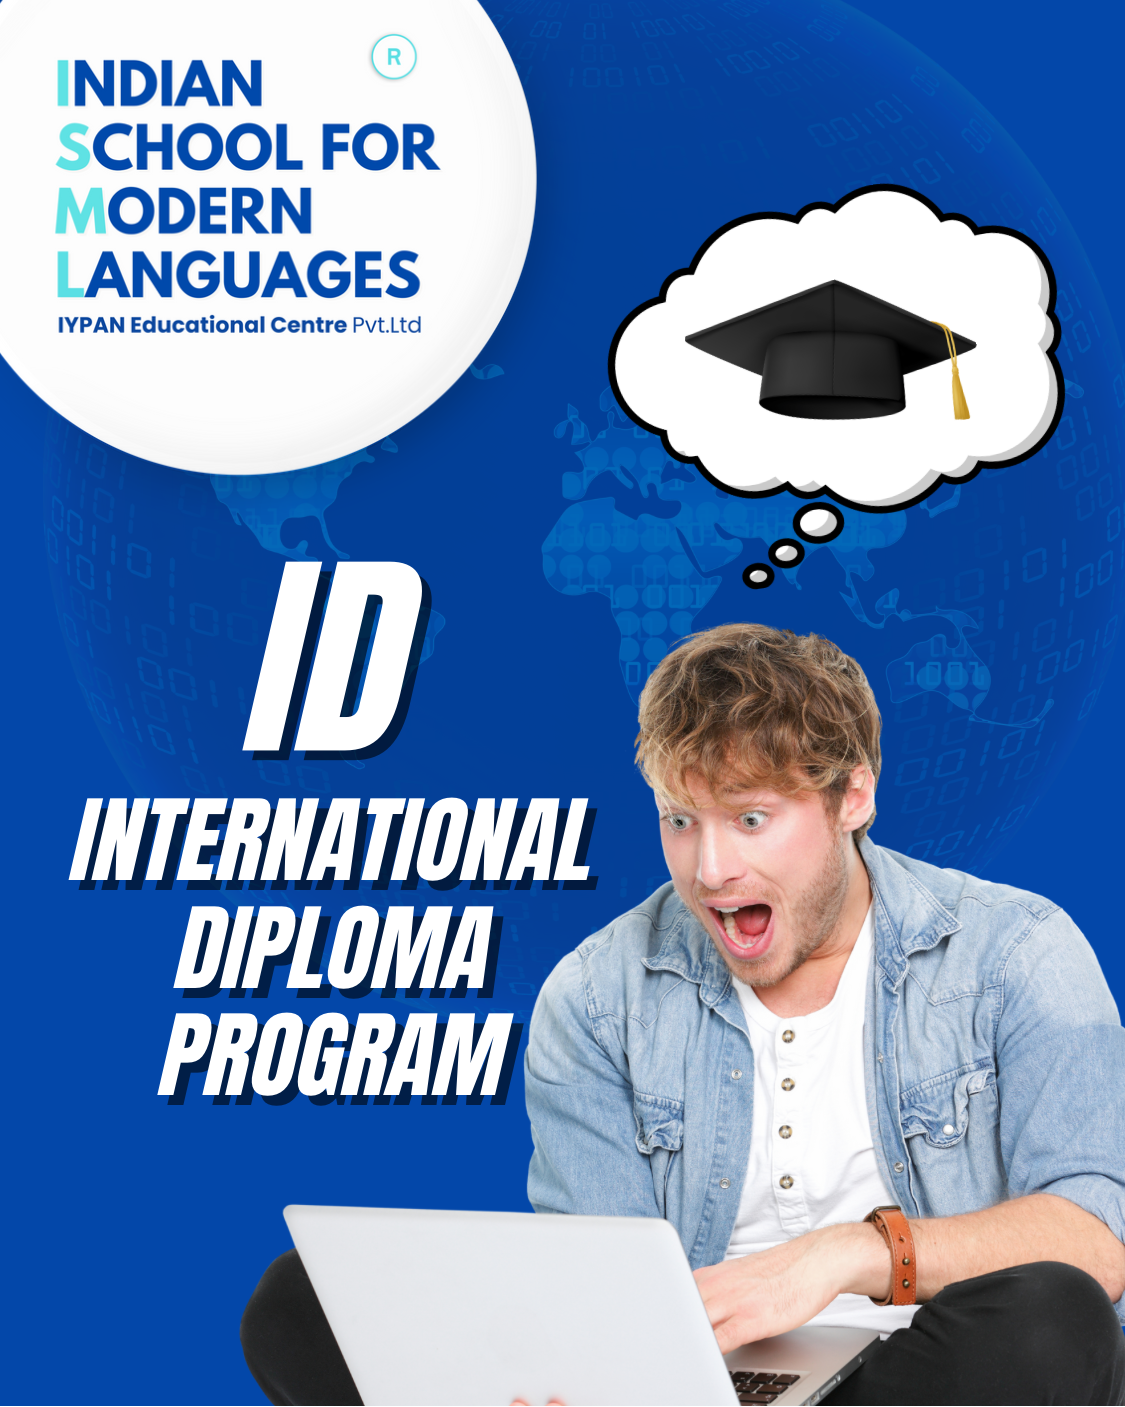 INDIAN
R
SCHOOL FOR
MODERN
LANGUAGES
IYPAN Educational Centre Pvt.Ltd
ID
INTERNATIONAL
DIPLOMA
PROGRAM